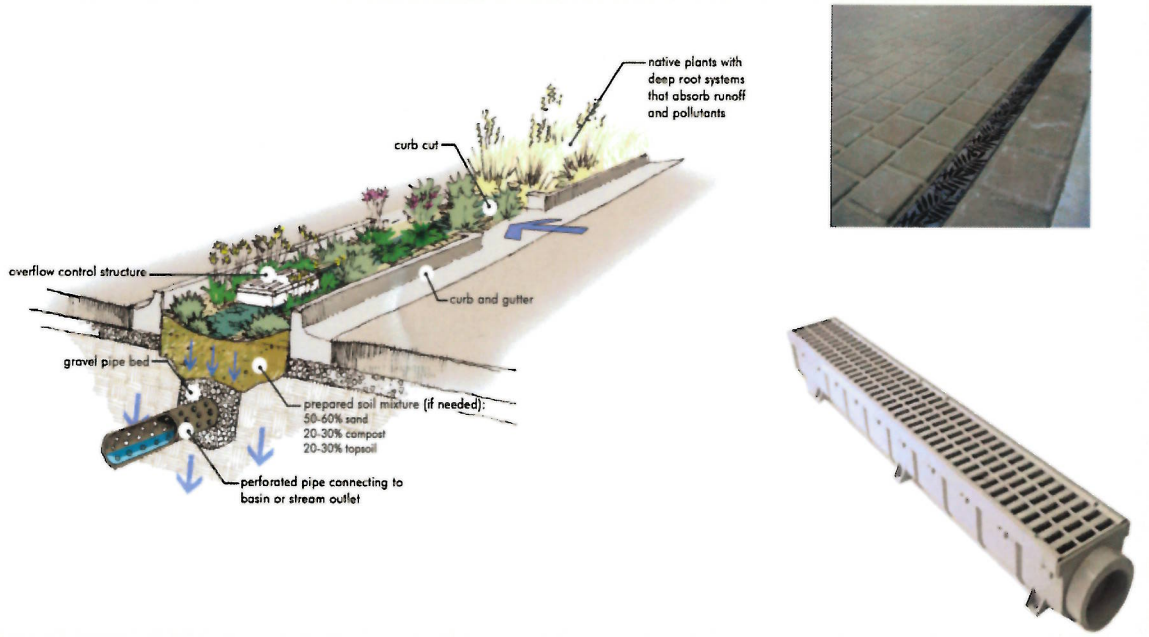 native plants with
deep root systems
that absorb runoff
and pollutants
curb cut
overflow control structure
curb and gutter
gravel pipe bed
prepared soil mixture (if needed):
50-60% sand
20-30% compost
20-30% topsoil
perforated pipe connecting to
basin or stream outlet